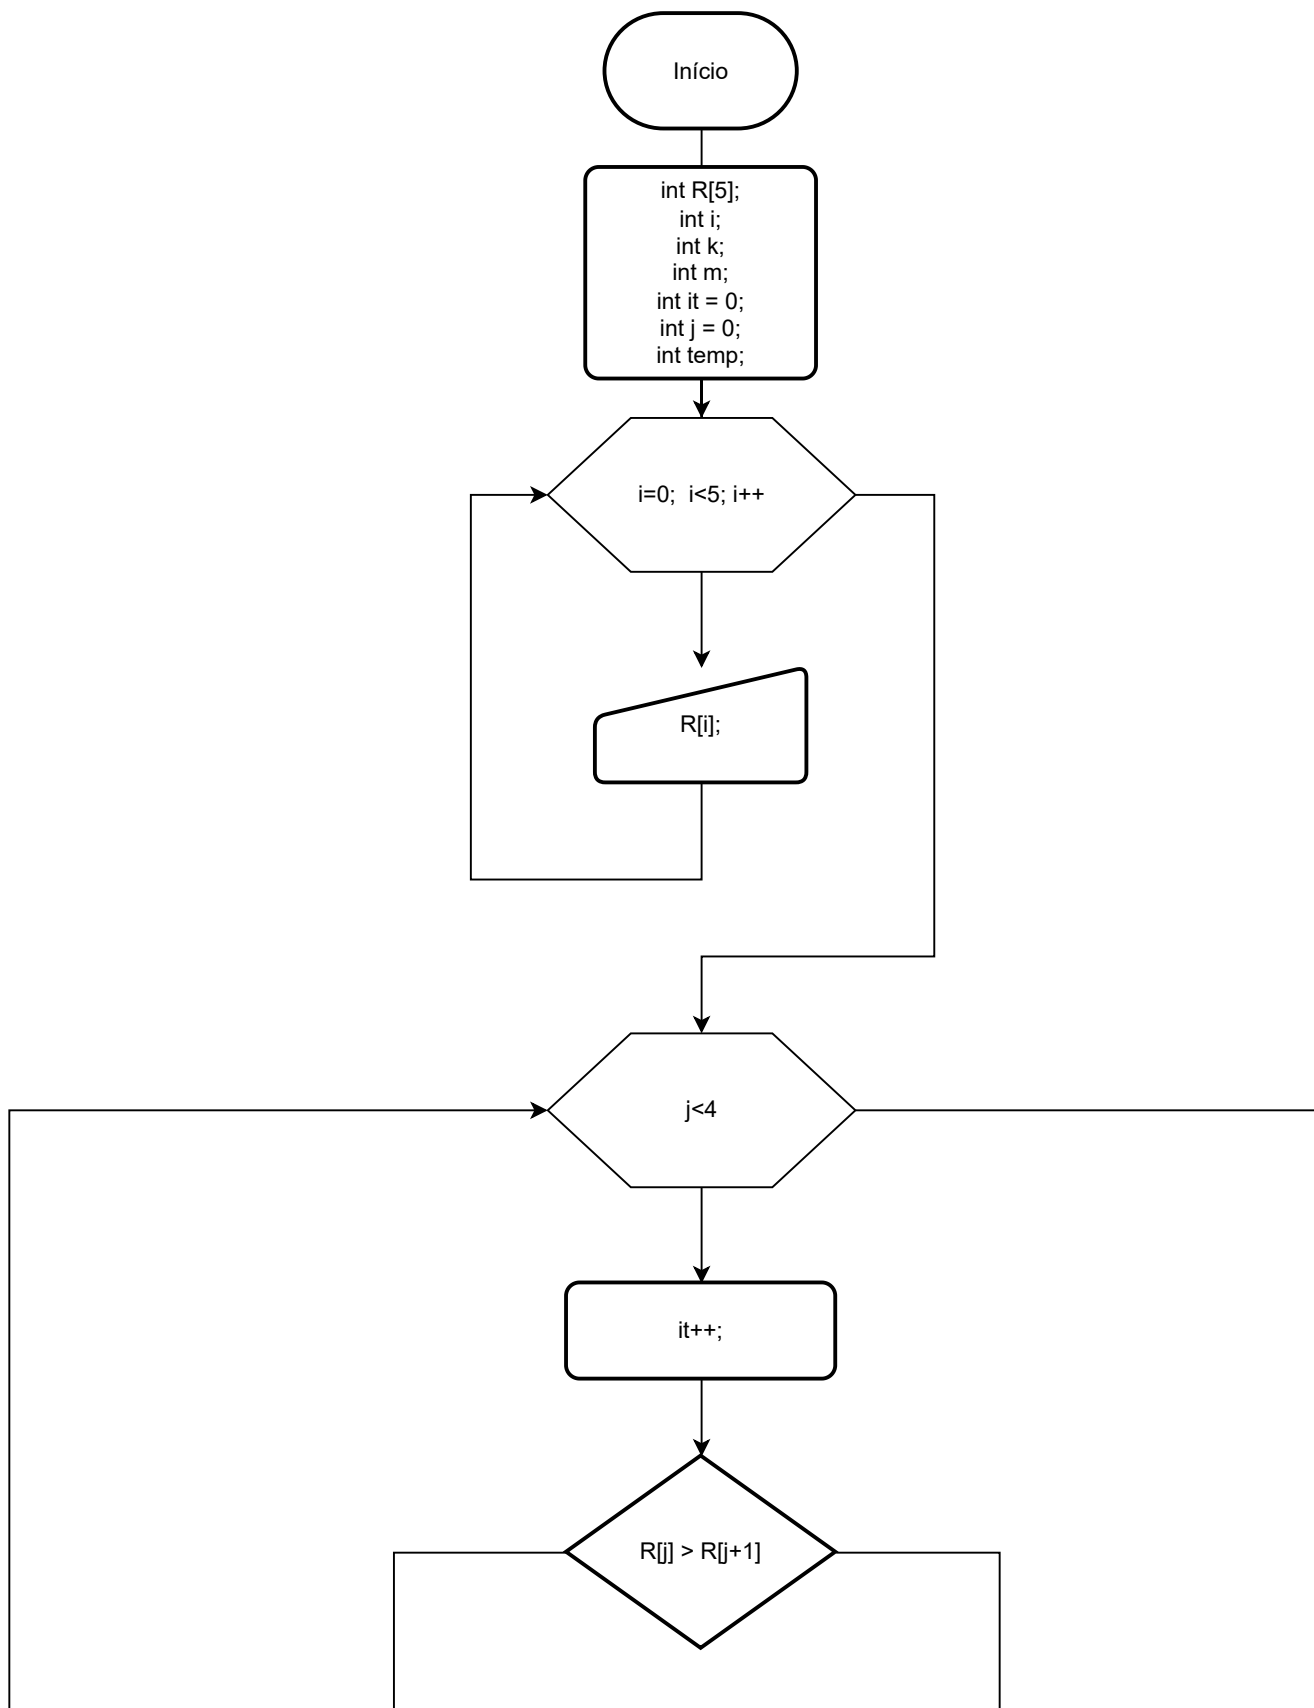 Início
int R[5];
int i;
int k;
int m;
int it = 0;
int j = 0;
int temp;
i=0;  i<5; i++
R[i];
j<4
it++;
R[j] > R[j+1]